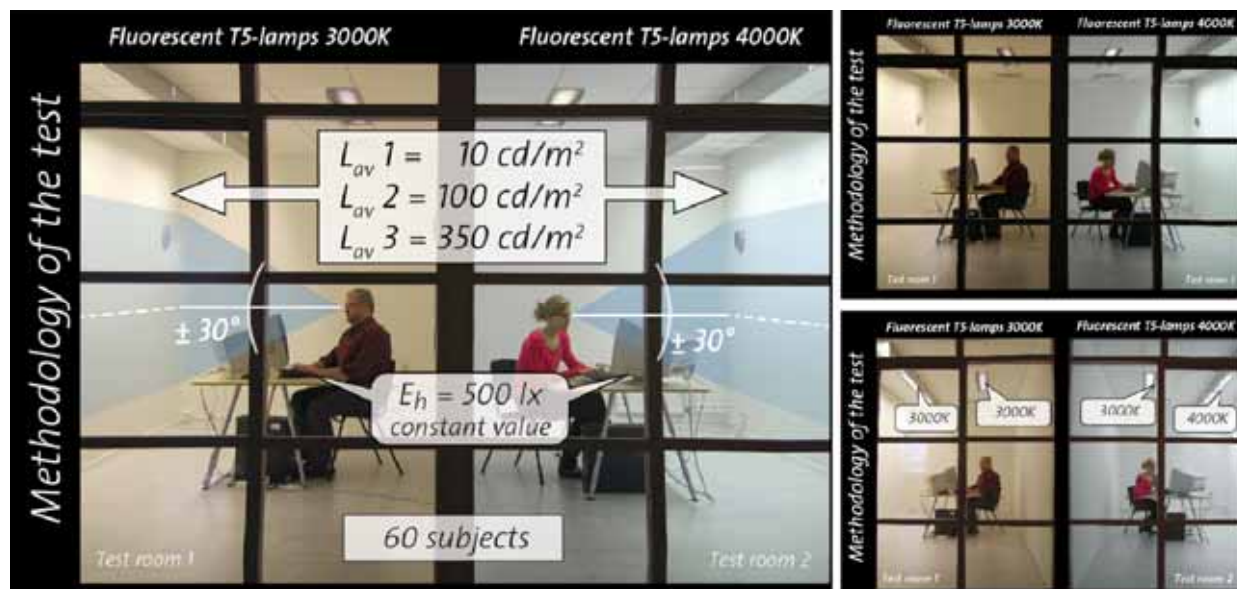 Fluorescent T5-lamps 3000K
Fluorescent T5-lamps 4000K
Methodology of the test
Lav 1 = 10 cd/m²
Lav 2 = 100 cd/m²
Lav 3 = 350 cd/m²
± 30°
± 30°
Eh = 500 lx
constant value
60 subjects
Test room 1
Test room 2
Fluorescent T5-lamps 3000K
Fluorescent T5-lamps 4000K
Methodology of the test
Test room 1
Test room
Fluorescent T5-lamps 3000K
Fluorescent T5-lamps 4000K
Methodology of the test
3000K
3000K
3000K
4000K
Test room
Test room 2